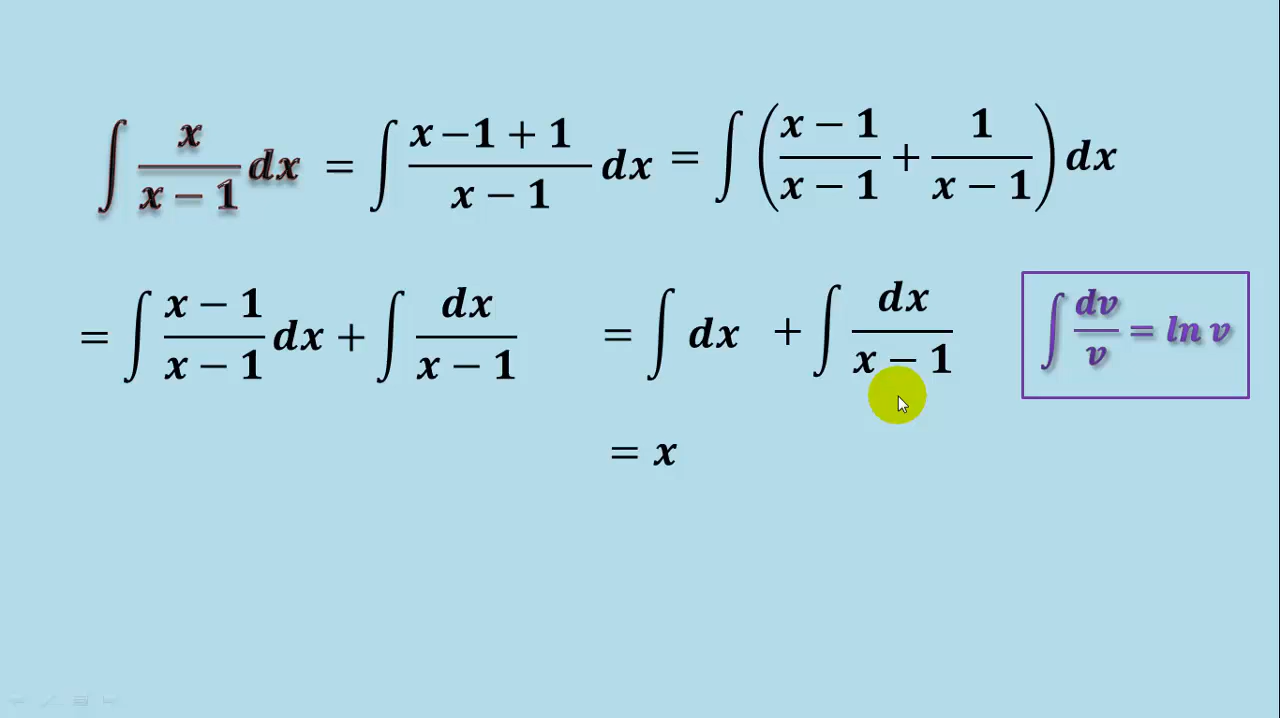 ∫ x/(x − 1) dx = ∫ (x −1 + 1)/(x − 1) dx = ∫ ((x − 1)/(x − 1) + 1/(x − 1)) dx
= ∫ (x − 1)/(x − 1) dx + ∫ dx/(x − 1) = ∫ dx + ∫ dx/(x − 1)
∫ dv/v = ln v
= x